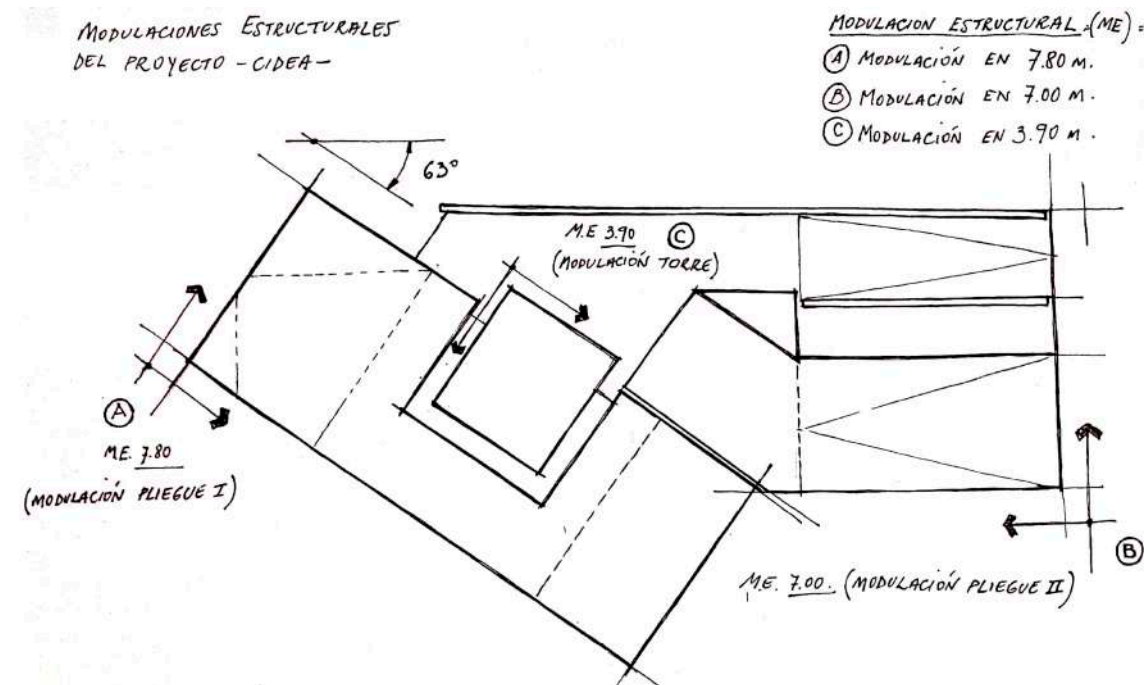 MODULACIONES ESTRUCTURALES
DEL PROYECTO - CIDEA -
MODULACION ESTRUCTURAL (ME) =
A MODULACIÓN EN 7.80 M.
B MODULACIÓN EN 7.00 M.
C MODULACIÓN EN 3.90 M.
63°
M.E 3.90 C
(MODULACIÓN TORRE)
A
M.E. 7.80
(MODULACIÓN PLIEGUE I)
B
M.E. 7.00. (MODULACIÓN PLIEGUE II)